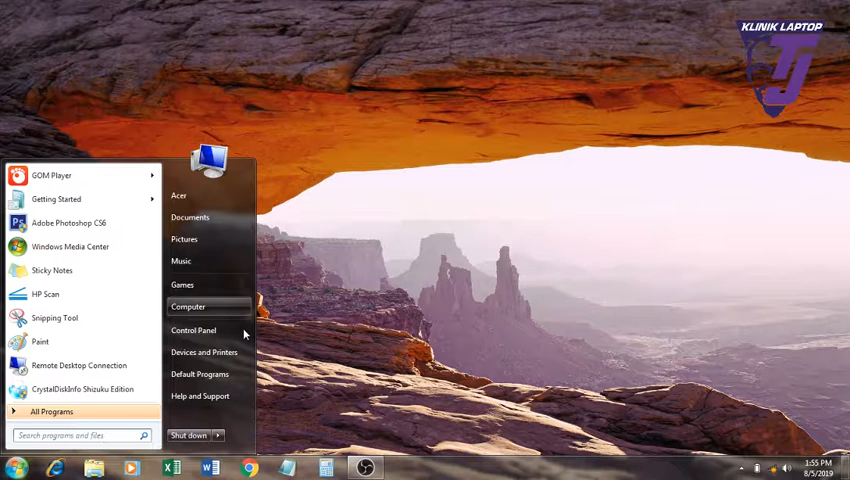 KLINIK LAPTOP
TJ
GOM Player
Getting Started
Ps
Adobe Photoshop CS6
Windows Media Center
Sticky Notes
HP Scan
Snipping Tool
Paint
Remote Desktop Connection
CrystalDiskInfo Shizuku Edition
All Programs
Search programs and files
Acer
Documents
Pictures
Music
Games
Computer
Control Panel
Devices and Printers
Default Programs
Help and Support
Shut down
1:55 PM
8/5/2019